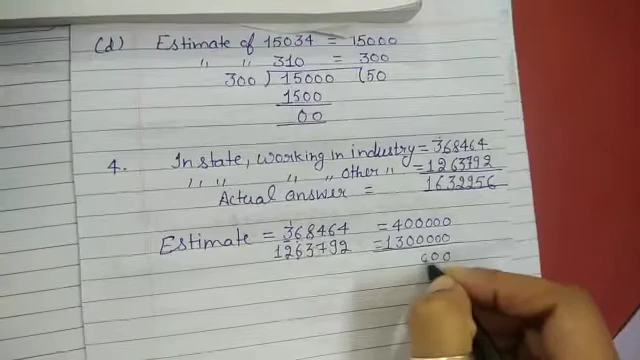 (d) Estimate of 15034 = 15000
" " 310 = 300
300 ) 15000 ( 50
1500
00
4. In state, working in industry = 368464
" " " " other " = 1263792
Actual answer = 1632256
Estimate = 368464 = 400000
1263792 = 1300000
000